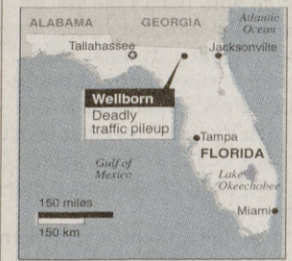 ALABAMA GEORGIA Atlantic
Ocean
Tallahassee Jacksonville
Wellborn
Deadly
traffic pileup
Tampa
FLORIDA
Gulf of
Mexico
Lake
Okeechobee
150 miles
150 km
Miami